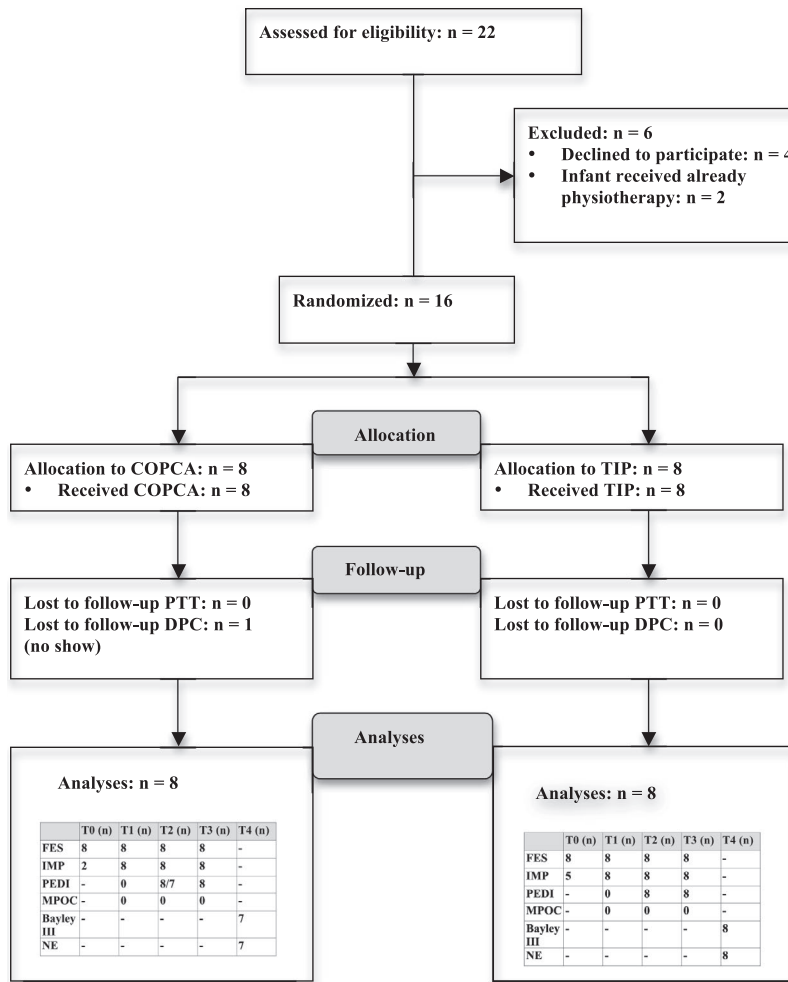 Assessed for eligibility: n = 22
Excluded: n = 6
• Declined to participate: n = 4
• Infant received already
physiotherapy: n = 2
Randomized: n = 16
Allocation
Allocation to COPCA: n = 8
• Received COPCA: n = 8
Allocation to TIP: n = 8
• Received TIP: n = 8
Follow-up
Lost to follow-up PTT: n = 0
Lost to follow-up DPC: n = 1
(no show)
Lost to follow-up PTT: n = 0
Lost to follow-up DPC: n = 0
Analyses
Analyses: n = 8
T0 (n) T1 (n) T2 (n) T3 (n) T4 (n)
FES 8 8 8 8 -
IMP 2 8 8 8 -
PEDI - 0 8/7 8 -
MPOC - 0 0 0 -
Bayley - - - - 7
III
NE - - - - 7
Analyses: n = 8
T0 (n) T1 (n) T2 (n) T3 (n) T4 (n)
FES 8 8 8 8 -
IMP 5 8 8 8 -
PEDI - 0 8 8 -
MPOC - 0 0 0 -
Bayley - - - - 8
III
NE - - - - 8